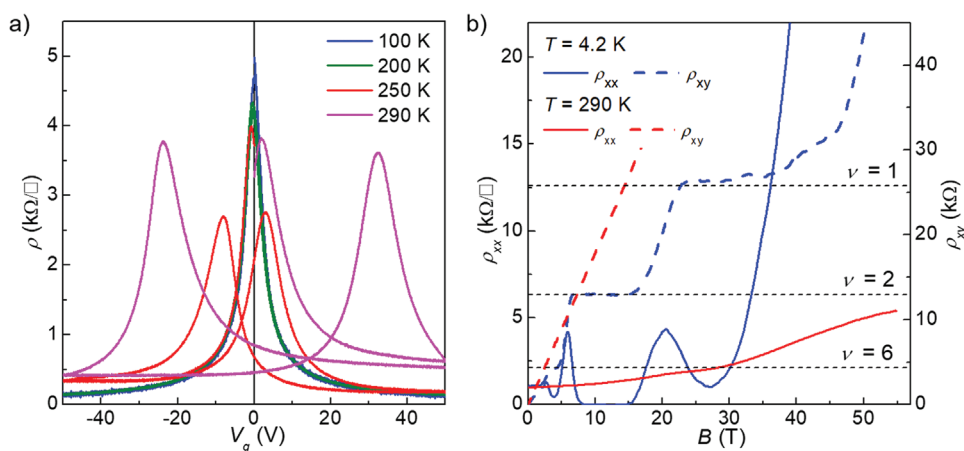 a)
100 K
200 K
250 K
290 K
5
4
3
2
1
0
ρ (kΩ/□)
-40 -20 0 20 40
V_g (V)
b)
T = 4.2 K
ρ_xx ρ_xy
T = 290 K
ρ_xx ρ_xy
ν = 1
ν = 2
ν = 6
20
15
10
5
0
ρ_xx (kΩ/□)
40
30
20
10
0
ρ_xy (kΩ)
0 10 20 30 40 50
B (T)